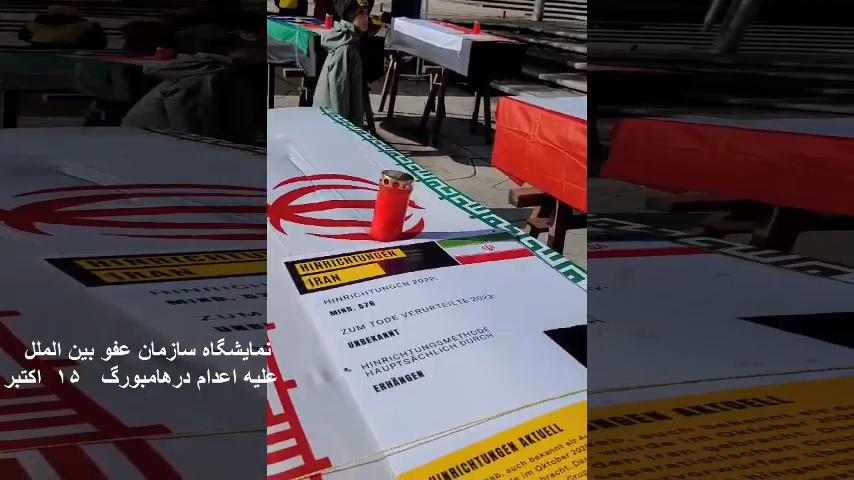 HINRICHTUNGEN
IRAN
HINRICHTUNGEN 2022:
MIND. 576
ZUM TODE VERURTEILTE 2022:
UNBEKANNT
HINRICHTUNGSMETHODE
HAUPTSÄCHLICH DURCH
ERHÄNGEN
HINRICHTUNGEN AKTUELL
نمایشگاه سازمان عفو بین الملل
علیه اعدام درهامبورگ ۱۵ اکتبر